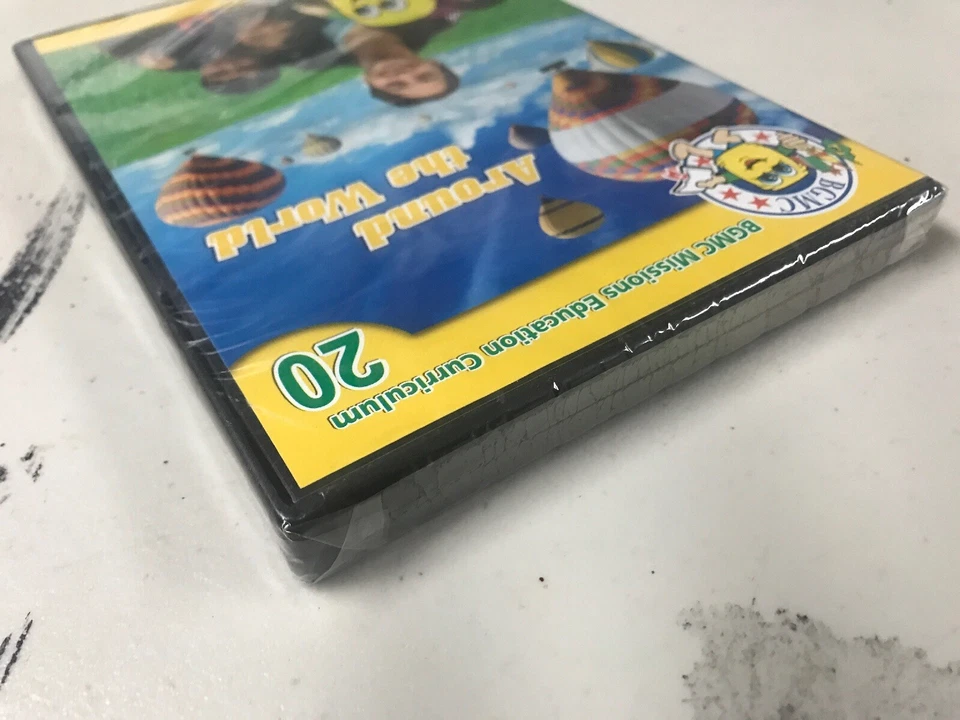 BGMC
BGMC Missions Education Curriculum
20
Around
the World